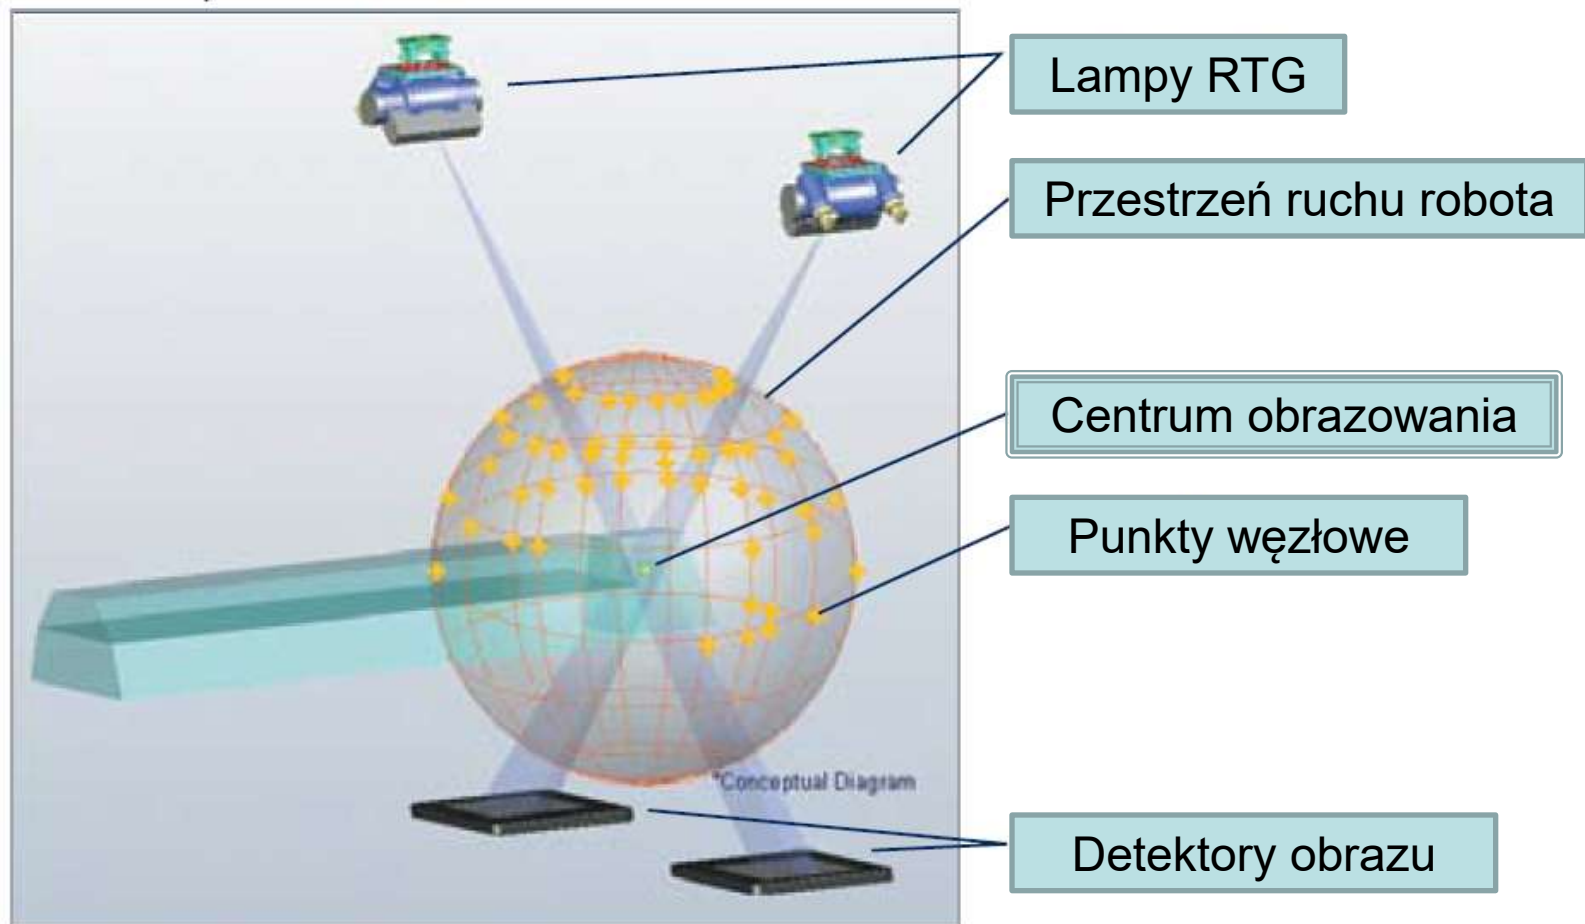 Lampy RTG
Przestrzeń ruchu robota
Centrum obrazowania
Punkty węzłowe
*Conceptual Diagram
Detektory obrazu